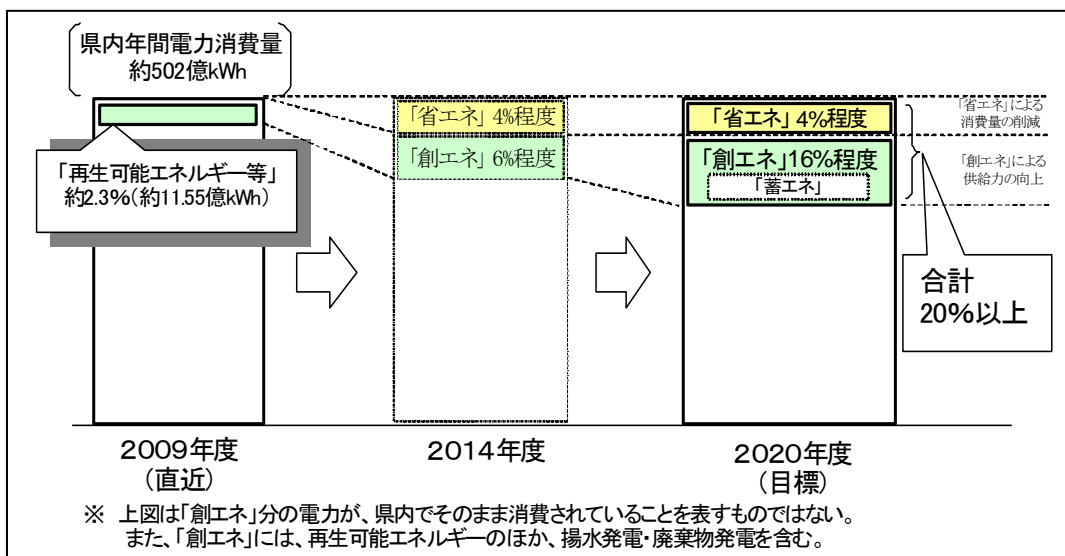 県内年間電力消費量
約502億kWh
「再生可能エネルギー等」
約2.3%(約11.55億kWh)
「省エネ」 4%程度
「創エネ」 6%程度
「省エネ」 4%程度
「創エネ」16%程度
「蓄エネ」
「省エネ」による
消費量の削減
「創エネ」による
供給力の向上
合計
20%以上
2009年度
(直近)
2014年度
2020年度
(目標)
※ 上図は「創エネ」分の電力が、県内でそのまま消費されていることを表すものではない。
また、「創エネ」には、再生可能エネルギーのほか、揚水発電・廃棄物発電を含む。